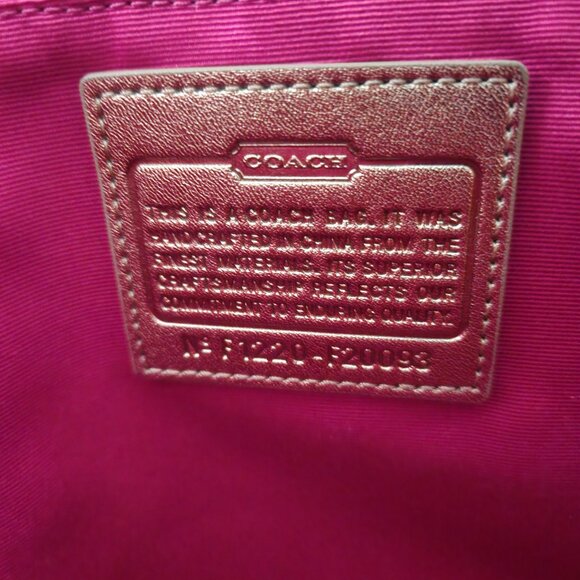 COACH
THIS IS A COACH BAG. IT WAS
HANDCRAFTED IN CHINA FROM THE
FINEST MATERIALS. ITS SUPERIOR
CRAFTSMANSHIP REFLECTS OUR
COMMITMENT TO ENDURING QUALITY.
Nº F1220-F20093